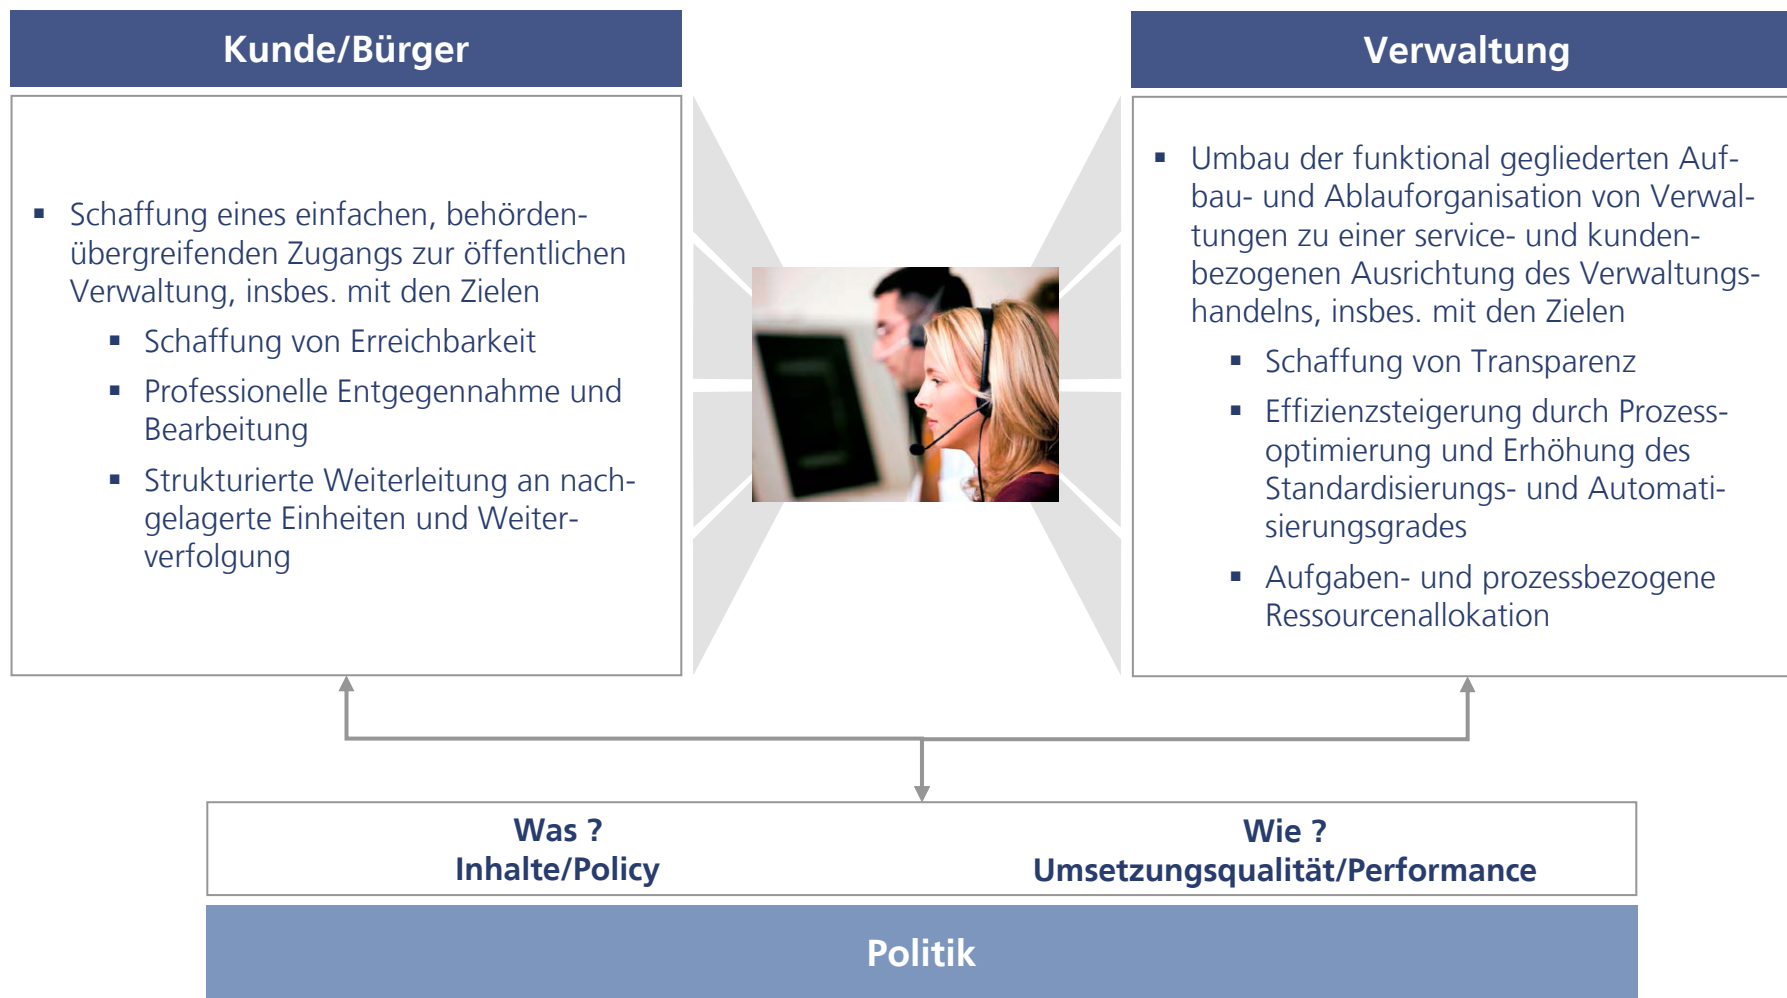 Kunde/Bürger
▪ Schaffung eines einfachen, behörden-
übergreifenden Zugangs zur öffentlichen
Verwaltung, insbes. mit den Zielen
▪ Schaffung von Erreichbarkeit
▪ Professionelle Entgegennahme und
Bearbeitung
▪ Strukturierte Weiterleitung an nach-
gelagerte Einheiten und Weiter-
verfolgung
Verwaltung
▪ Umbau der funktional gegliederten Auf-
bau- und Ablauforganisation von Verwal-
tungen zu einer service- und kunden-
bezogenen Ausrichtung des Verwaltungs-
handelns, insbes. mit den Zielen
▪ Schaffung von Transparenz
▪ Effizienzsteigerung durch Prozess-
optimierung und Erhöhung des
Standardisierungs- und Automati-
sierungsgrades
▪ Aufgaben- und prozessbezogene
Ressourcenallokation
Was ?
Inhalte/Policy
Wie ?
Umsetzungsqualität/Performance
Politik